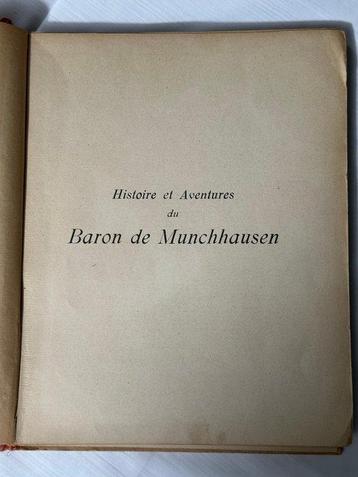 Histoire et Aventures
du
Baron de Munchhausen